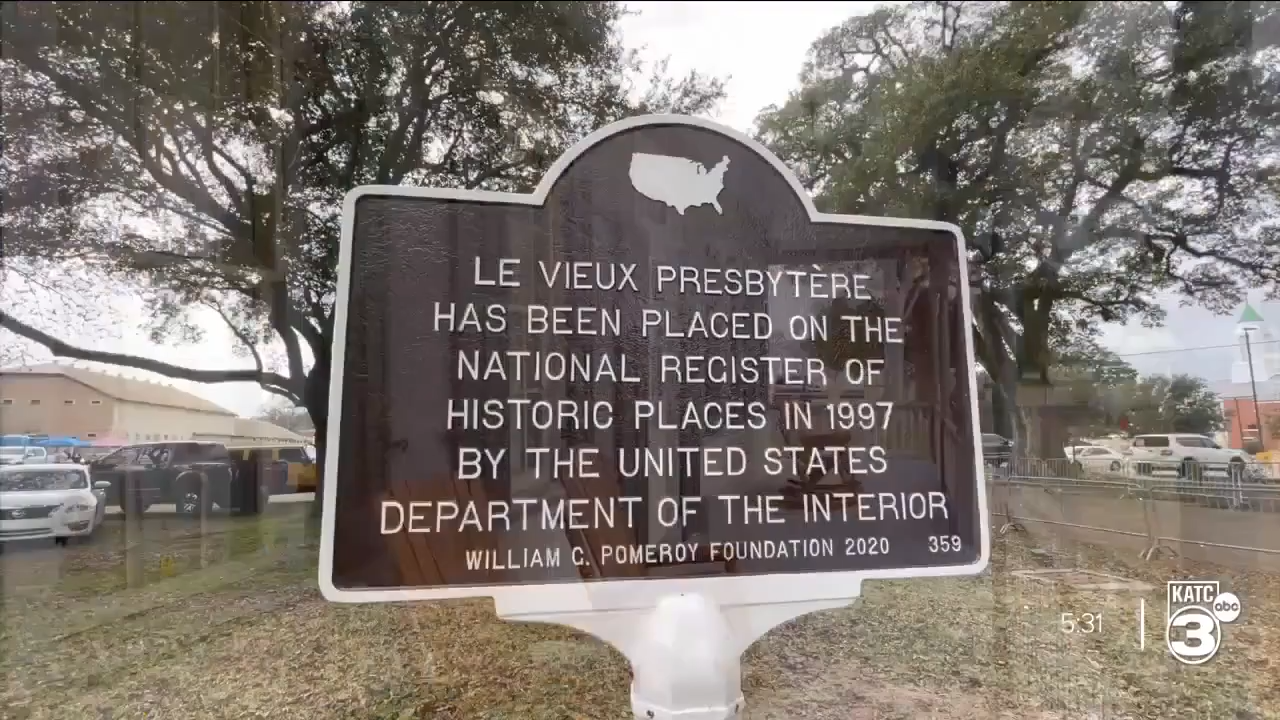 LE VIEUX PRESBYTÈRE
HAS BEEN PLACED ON THE
NATIONAL REGISTER OF
HISTORIC PLACES IN 1997
BY THE UNITED STATES
DEPARTMENT OF THE INTERIOR
WILLIAM G. POMEROY FOUNDATION 2020 359
5:31
KATC
abc
3